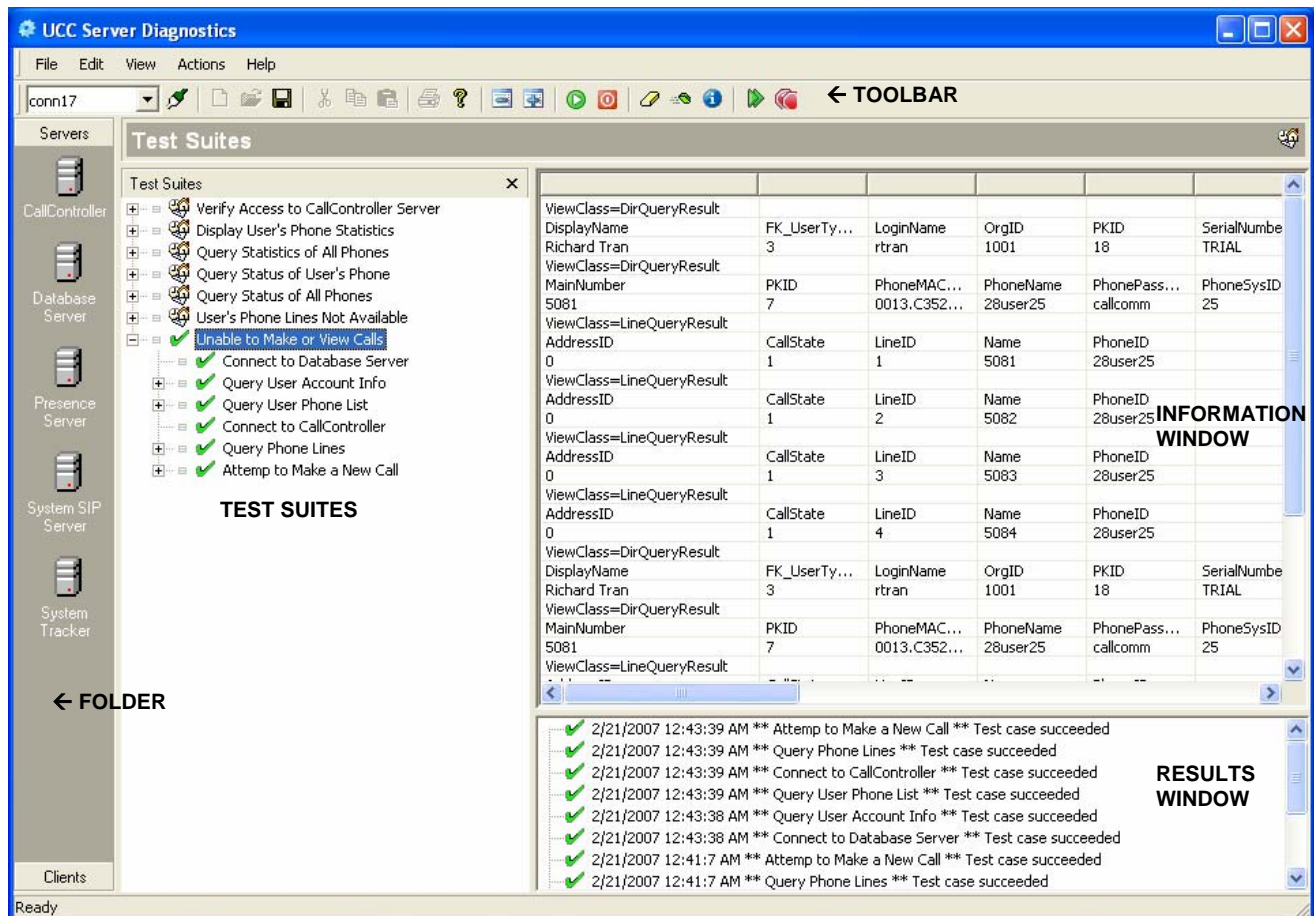 UCC Server Diagnostics
File Edit View Actions Help
conn17
← TOOLBAR
Servers
Test Suites
CallController
Database Server
Presence Server
System SIP Server
System Tracker
← FOLDER
Clients
Test Suites
Verify Access to CallController Server
Display User's Phone Statistics
Query Statistics of All Phones
Query Status of User's Phone
Query Status of All Phones
User's Phone Lines Not Available
Unable to Make or View Calls
Connect to Database Server
Query User Account Info
Query User Phone List
Connect to CallController
Query Phone Lines
Attemp to Make a New Call
TEST SUITES
ViewClass=DirQueryResult
DisplayName FK_UserTy... LoginName OrgID PKID SerialNumbe
Richard Tran 3 rtran 1001 18 TRIAL
ViewClass=DirQueryResult
MainNumber PKID PhoneMAC... PhoneName PhonePass... PhoneSysID
5081 7 0013.C352... 28user25 callcomm 25
ViewClass=LineQueryResult
AddressID CallState LineID Name PhoneID
0 1 1 5081 28user25
ViewClass=LineQueryResult
AddressID CallState LineID Name PhoneID
0 1 2 5082 28user25
ViewClass=LineQueryResult
AddressID CallState LineID Name PhoneID
0 1 3 5083 28user25
ViewClass=LineQueryResult
AddressID CallState LineID Name PhoneID
0 1 4 5084 28user25
ViewClass=DirQueryResult
DisplayName FK_UserTy... LoginName OrgID PKID SerialNumbe
Richard Tran 3 rtran 1001 18 TRIAL
ViewClass=DirQueryResult
MainNumber PKID PhoneMAC... PhoneName PhonePass... PhoneSysID
5081 7 0013.C352... 28user25 callcomm 25
ViewClass=LineQueryResult
INFORMATION
WINDOW
2/21/2007 12:43:39 AM ** Attemp to Make a New Call ** Test case succeeded
2/21/2007 12:43:39 AM ** Query Phone Lines ** Test case succeeded
2/21/2007 12:43:39 AM ** Connect to CallController ** Test case succeeded
2/21/2007 12:43:39 AM ** Query User Phone List ** Test case succeeded
2/21/2007 12:43:38 AM ** Query User Account Info ** Test case succeeded
2/21/2007 12:43:38 AM ** Connect to Database Server ** Test case succeeded
2/21/2007 12:41:7 AM ** Attemp to Make a New Call ** Test case succeeded
2/21/2007 12:41:7 AM ** Query Phone Lines ** Test case succeeded
RESULTS
WINDOW
Ready